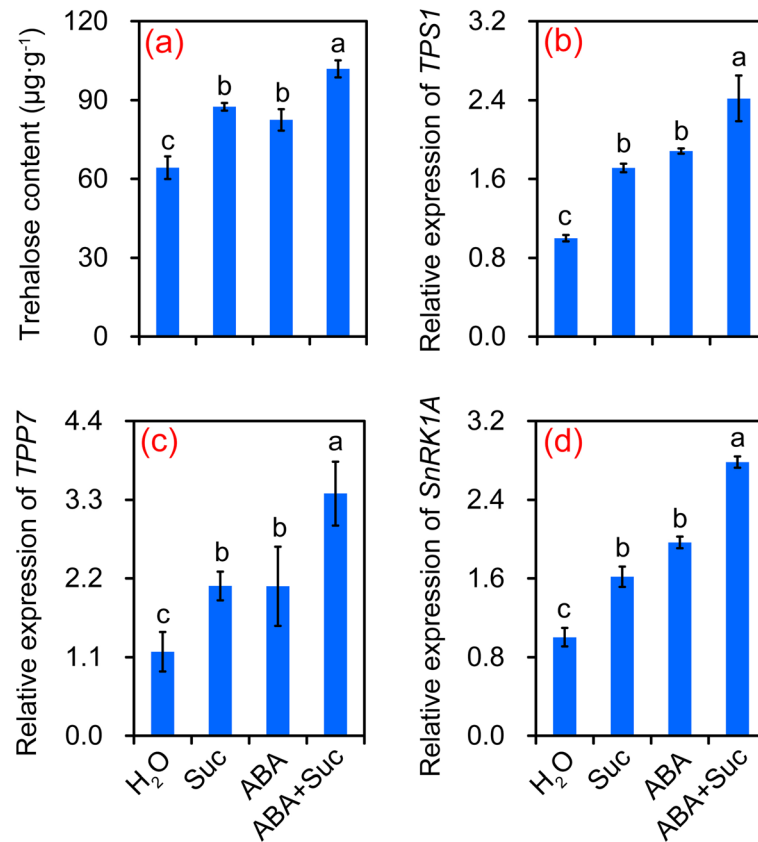 (a)
Trehalose content (µg·g⁻¹)
120
90
60
30
0
c
b
b
a
(b)
Relative expression of TPS1
3.2
2.4
1.6
0.8
0.0
c
b
b
a
(c)
Relative expression of TPP7
4.4
3.3
2.2
1.1
0.0
c
b
b
a
H₂O
Suc
ABA
ABA+Suc
(d)
Relative expression of SnRK1A
3.2
2.4
1.6
0.8
0.0
c
b
b
a
H₂O
Suc
ABA
ABA+Suc